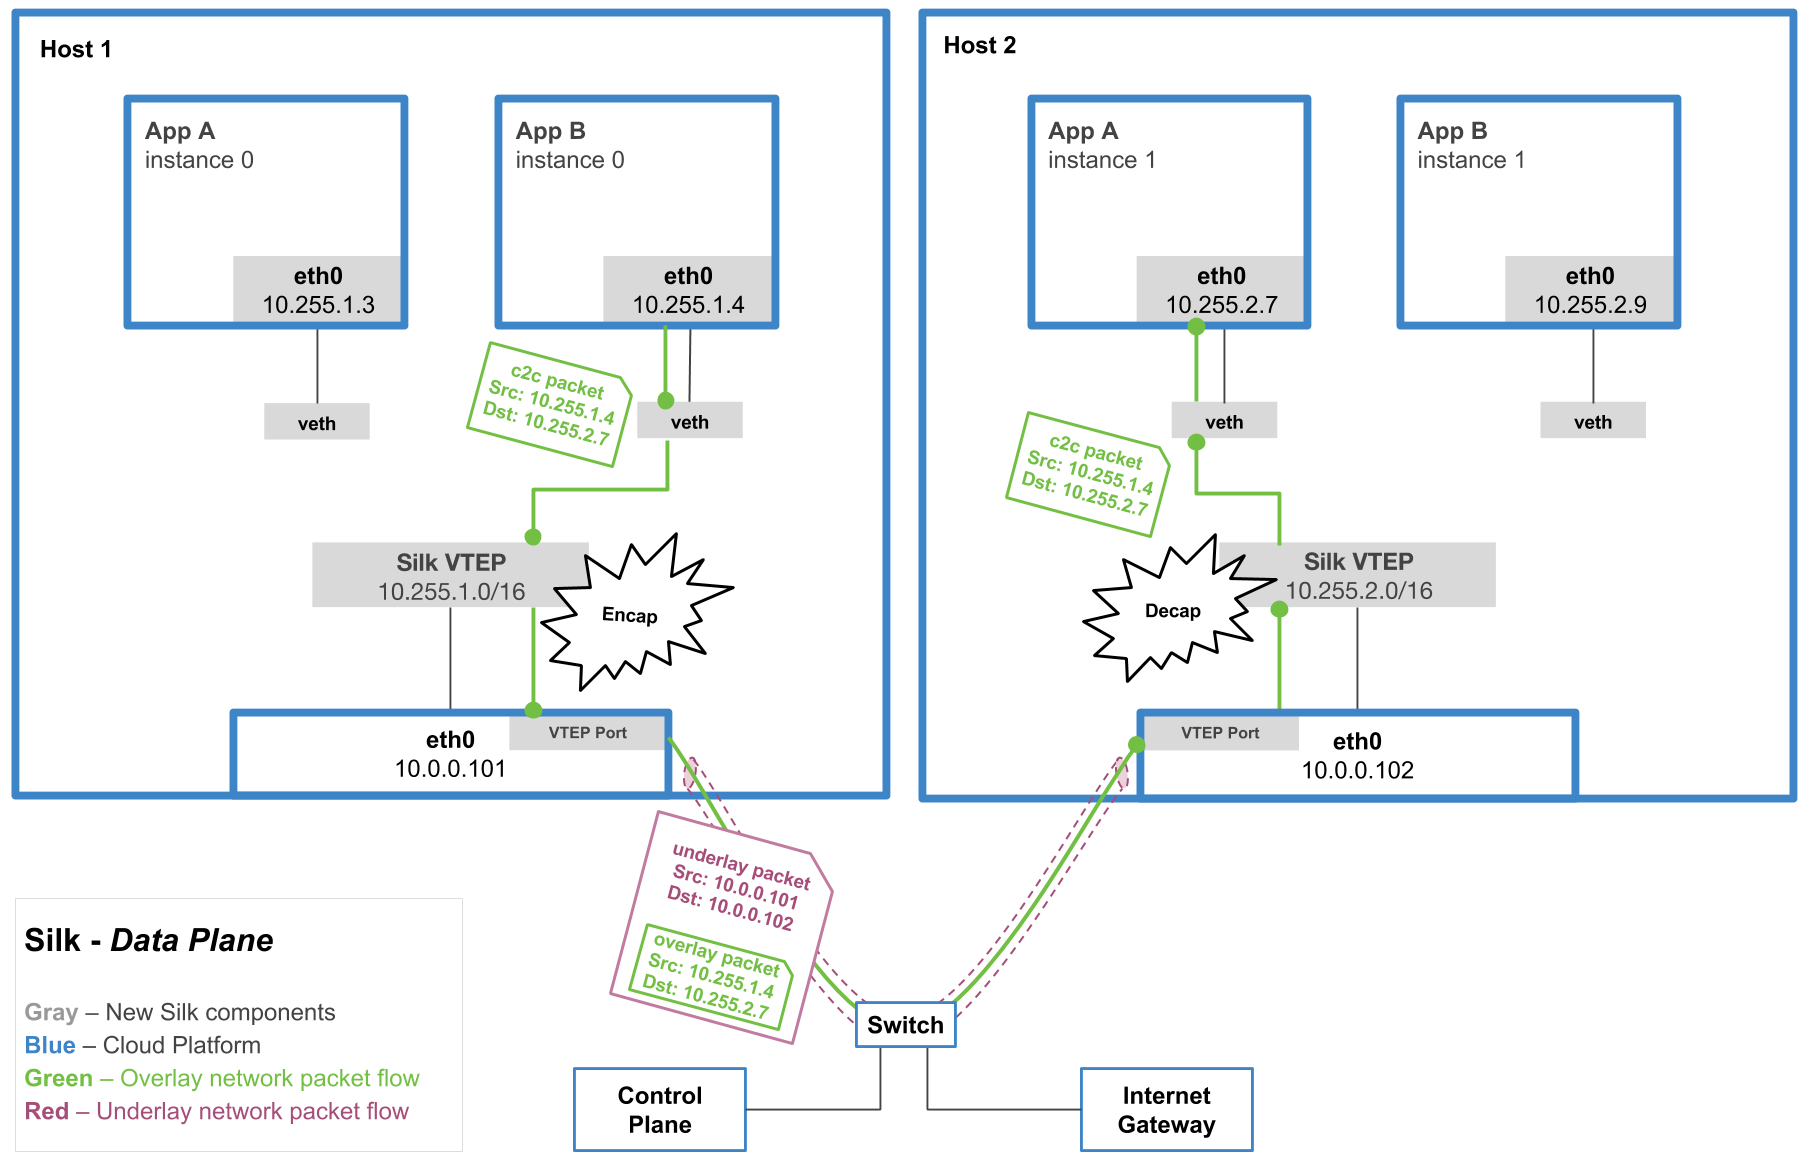 Host 1
App A
instance 0
eth0
10.255.1.3
veth
App B
instance 0
eth0
10.255.1.4
c2c packet
Src: 10.255.1.4
Dst: 10.255.2.7
veth
Silk VTEP
10.255.1.0/16
Encap
VTEP Port
eth0
10.0.0.101
Host 2
App A
instance 1
eth0
10.255.2.7
veth
App B
instance 1
eth0
10.255.2.9
veth
c2c packet
Src: 10.255.1.4
Dst: 10.255.2.7
Silk VTEP
10.255.2.0/16
Decap
VTEP Port
eth0
10.0.0.102
underlay packet
Src: 10.0.0.101
Dst: 10.0.0.102
overlay packet
Src: 10.255.1.4
Dst: 10.255.2.7
Switch
Control
Plane
Internet
Gateway
Silk - Data Plane
Gray – New Silk components
Blue – Cloud Platform
Green – Overlay network packet flow
Red – Underlay network packet flow